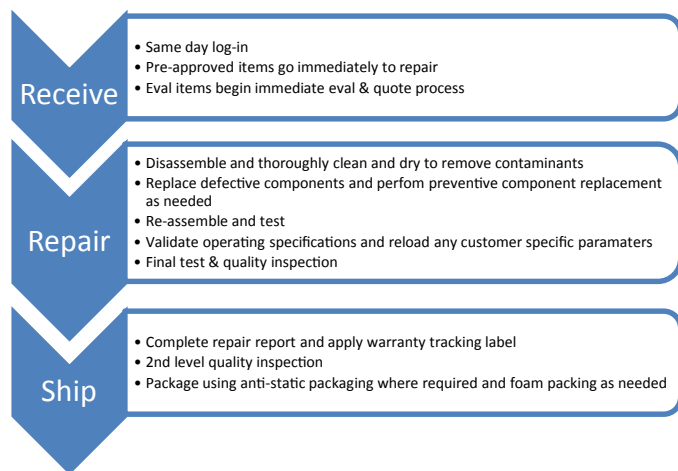 Receive
• Same day log-in
• Pre-approved items go immediately to repair
• Eval items begin immediate eval & quote process
Repair
• Disassemble and thoroughly clean and dry to remove contaminants
• Replace defective components and perfom preventive component replacement
as needed
• Re-assemble and test
• Validate operating specifications and reload any customer specific paramaters
• Final test & quality inspection
Ship
• Complete repair report and apply warranty tracking label
• 2nd level quality inspection
• Package using anti-static packaging where required and foam packing as needed